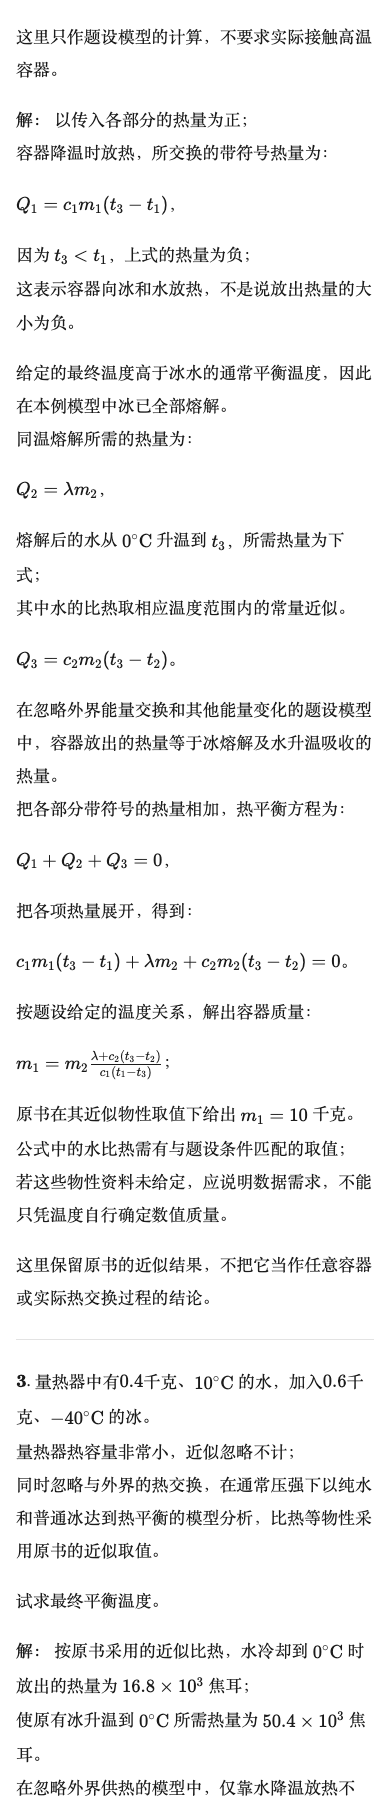 这里只作题设模型的计算，不要求实际接触高温
容器。
解： 以传入各部分的热量为正；
容器降温时放热，所交换的带符号热量为：
Q₁ = c₁m₁(t₃ − t₁)，
因为 t₃ < t₁，上式的热量为负；
这表示容器向冰和水放热，不是说放出热量的大
小为负。
给定的最终温度高于冰水的通常平衡温度，因此
在本例模型中冰已全部熔解。
同温熔解所需的热量为：
Q₂ = λm₂，
熔解后的水从 0°C 升温到 t₃，所需热量为下
式；
其中水的比热取相应温度范围内的常量近似。
Q₃ = c₂m₂(t₃ − t₂)。
在忽略外界能量交换和其他能量变化的题设模型
中，容器放出的热量等于冰熔解及水升温吸收的
热量。
把各部分带符号的热量相加，热平衡方程为：
Q₁ + Q₂ + Q₃ = 0，
把各项热量展开，得到：
c₁m₁(t₃ − t₁) + λm₂ + c₂m₂(t₃ − t₂) = 0。
按题设给定的温度关系，解出容器质量：
m₁ = m₂ (λ+c₂(t₃−t₂))/(c₁(t₁−t₃))；
原书在其近似物性取值下给出 m₁ = 10 千克。
公式中的水比热需有与题设条件匹配的取值；
若这些物性资料未给定，应说明数据需求，不能
只凭温度自行确定数值质量。
这里保留原书的近似结果，不把它当作任意容器
或实际热交换过程的结论。
3. 量热器中有0.4千克、10°C 的水，加入0.6千
克、−40°C 的冰。
量热器热容量非常小，近似忽略不计；
同时忽略与外界的热交换，在通常压强下以纯水
和普通冰达到热平衡的模型分析，比热等物性采
用原书的近似取值。
试求最终平衡温度。
解： 按原书采用的近似比热，水冷却到 0°C 时
放出的热量为 16.8 × 10³ 焦耳；
使原有冰升温到 0°C 所需热量为 50.4 × 10³ 焦
耳。
在忽略外界供热的模型中，仅靠水降温放热不